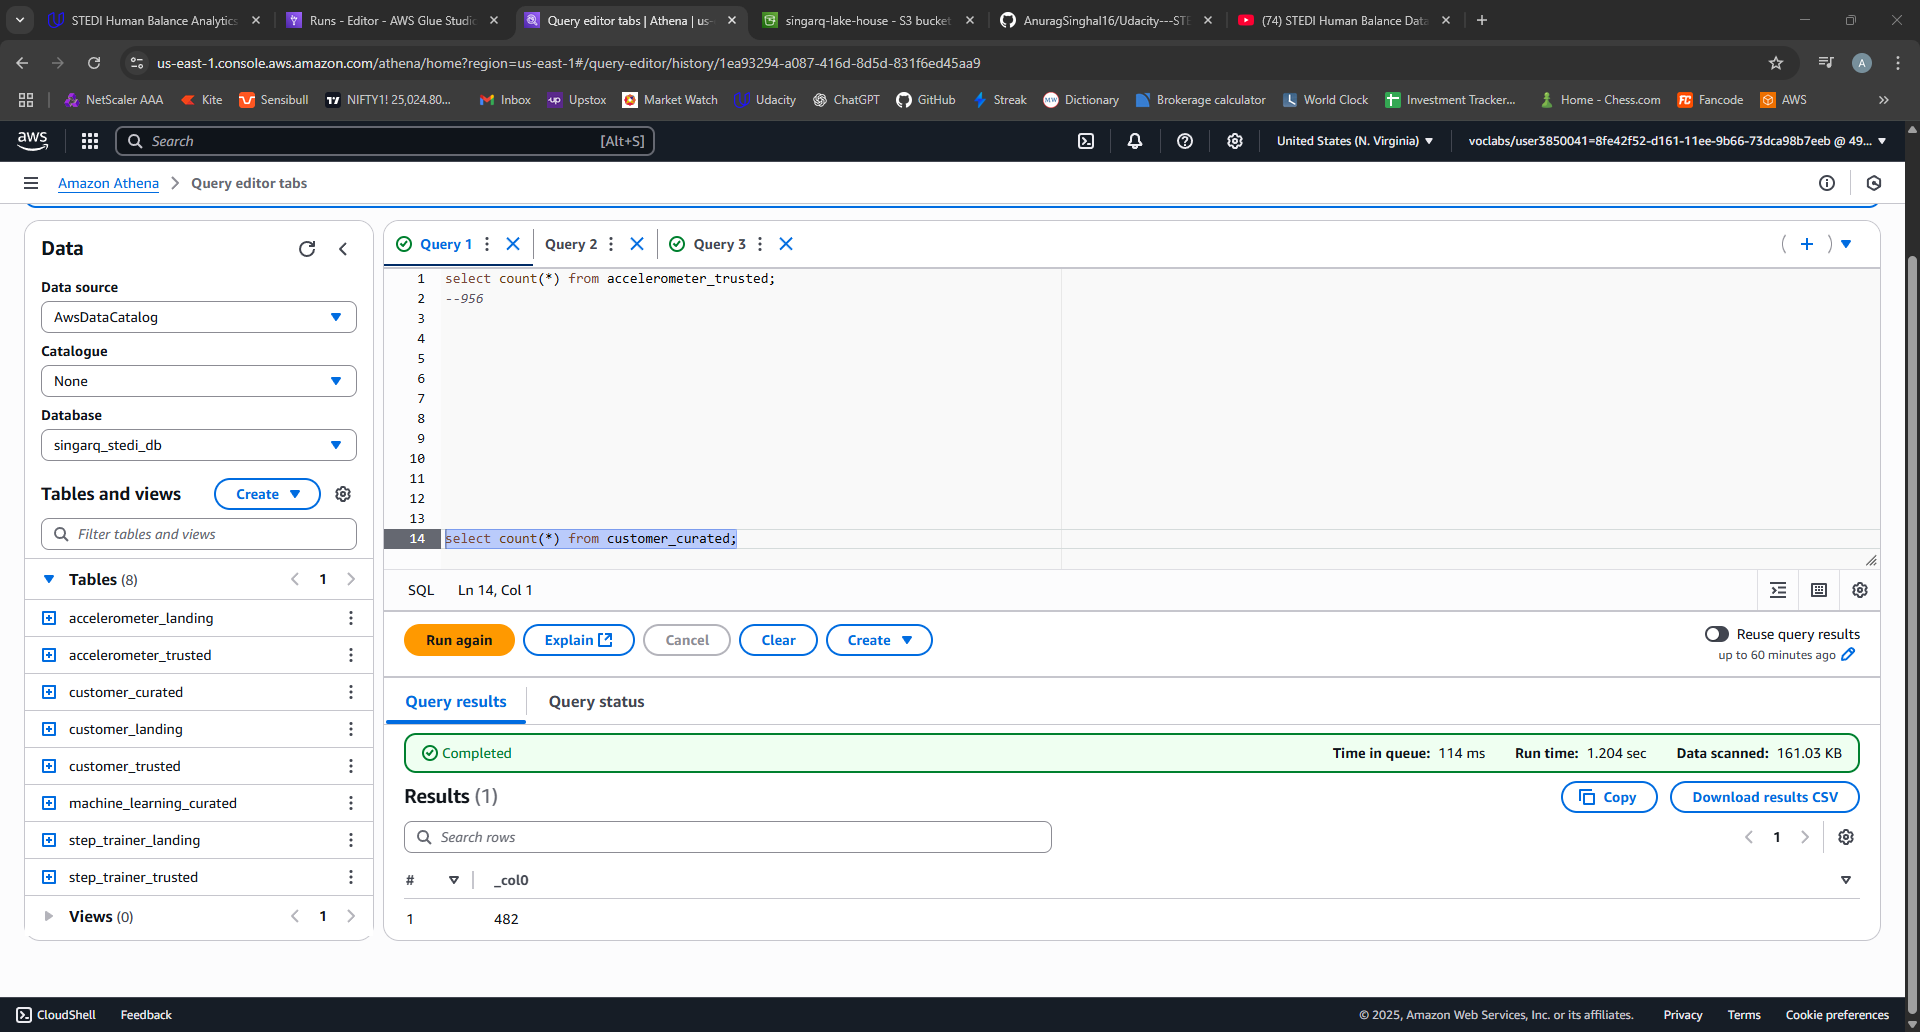 STEDI Human Balance Analytics
Runs - Editor - AWS Glue Studio
Query editor tabs | Athena | us-
singarq-lake-house - S3 bucket
AnuragSinghal16/Udacity---STE
(74) STEDI Human Balance Data
us-east-1.console.aws.amazon.com/athena/home?region=us-east-1#/query-editor/history/1ea93294-a087-416d-8d5d-831f6ed45aa9
A
NetScaler AAA
Kite
Sensibull
NIFTY1! 25,024.80...
Inbox
Upstox
Market Watch
Udacity
ChatGPT
GitHub
Streak
Dictionary
Brokerage calculator
World Clock
Investment Tracker...
Home - Chess.com
Fancode
AWS
aws
Search
[Alt+S]
United States (N. Virginia)
voclabs/user3850041=8fe42f52-d161-11ee-9b66-73dca98b7eeb @ 49...
Amazon Athena
Query editor tabs
Data
Data source
AwsDataCatalog
Catalogue
None
Database
singarq_stedi_db
Tables and views
Create
Filter tables and views
Tables (8)
1
accelerometer_landing
accelerometer_trusted
customer_curated
customer_landing
customer_trusted
machine_learning_curated
step_trainer_landing
step_trainer_trusted
Views (0)
1
Query 1
Query 2
Query 3
1 select count(*) from accelerometer_trusted;
2 --956
3
4
5
6
7
8
9
10
11
12
13
14 select count(*) from customer_curated;
SQL
Ln 14, Col 1
Run again
Explain
Cancel
Clear
Create
Reuse query results
up to 60 minutes ago
Query results
Query status
Completed
Time in queue: 114 ms
Run time: 1.204 sec
Data scanned: 161.03 KB
Results (1)
Copy
Download results CSV
Search rows
1
#
_col0
1
482
CloudShell
Feedback
© 2025, Amazon Web Services, Inc. or its affiliates.
Privacy
Terms
Cookie preferences